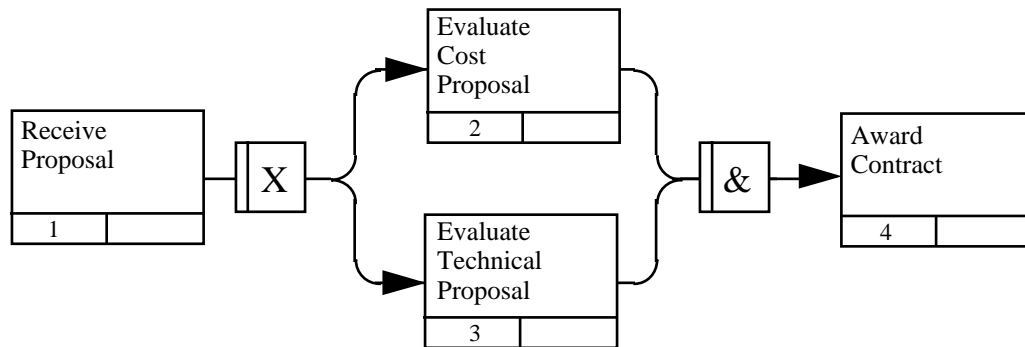 Receive
Proposal
1
X
Evaluate
Cost
Proposal
2
Evaluate
Technical
Proposal
3
&
Award
Contract
4